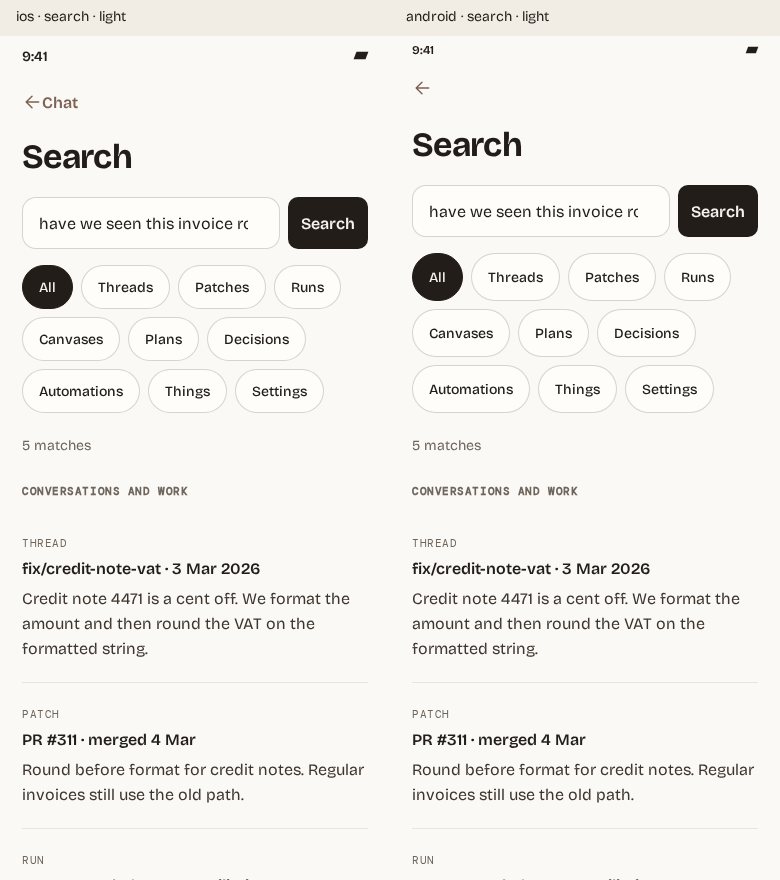 ios · search · light
9:41
Chat
Search
have we seen this invoice
Search
All
Threads
Patches
Runs
Canvases
Plans
Decisions
Automations
Things
Settings
5 matches
CONVERSATIONS AND WORK
THREAD
fix/credit-note-vat · 3 Mar 2026
Credit note 4471 is a cent off. We format the
amount and then round the VAT on the
formatted string.
PATCH
PR #311 · merged 4 Mar
Round before format for credit notes. Regular
invoices still use the old path.
RUN
android · search · light
9:41
Search
have we seen this invoice
Search
All
Threads
Patches
Runs
Canvases
Plans
Decisions
Automations
Things
Settings
5 matches
CONVERSATIONS AND WORK
THREAD
fix/credit-note-vat · 3 Mar 2026
Credit note 4471 is a cent off. We format the
amount and then round the VAT on the
formatted string.
PATCH
PR #311 · merged 4 Mar
Round before format for credit notes. Regular
invoices still use the old path.
RUN